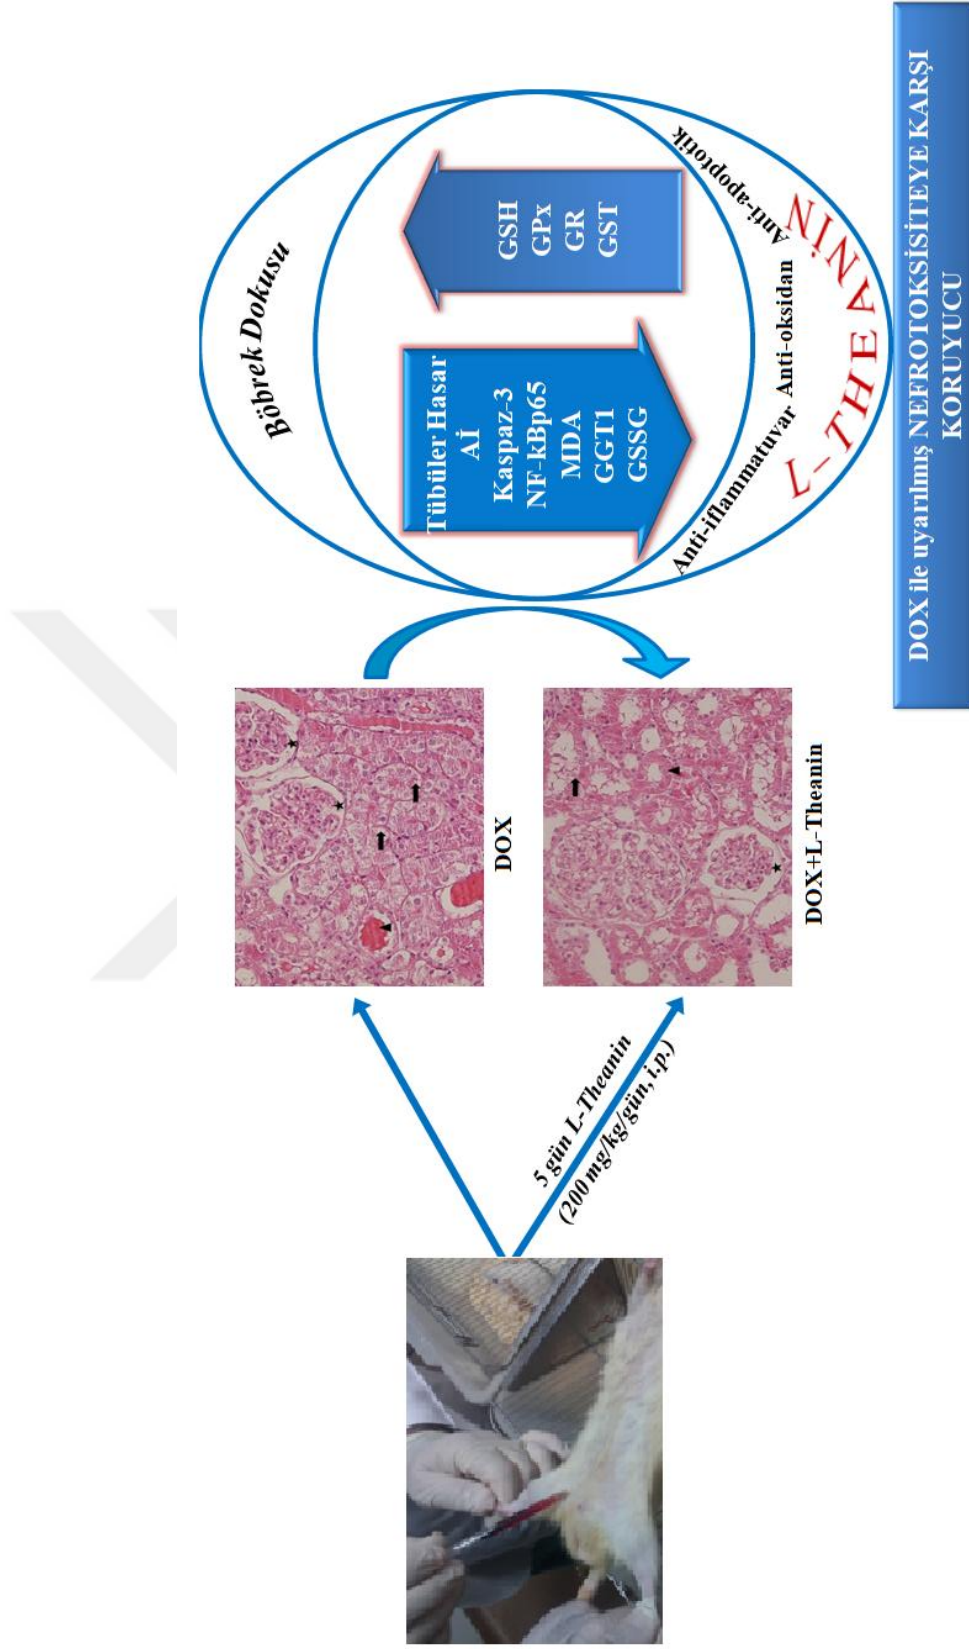 Böbrek Dokusu
Tübüler Hasar
Aİ
Kaspaz-3
NF-kBp65
MDA
GGT1
GSSG
GSH
GPx
GR
GST
Anti-iflammatuvar
Anti-oksidan
Anti-apoptotik
L-THEANİN
DOX
DOX+L-Theanin
5 gün L-Theanin
(200 mg/kg/gün, i.p.)
DOX ile uyarılmış NEFROTOKSİSİTEYE KARŞI
KORUYUCU